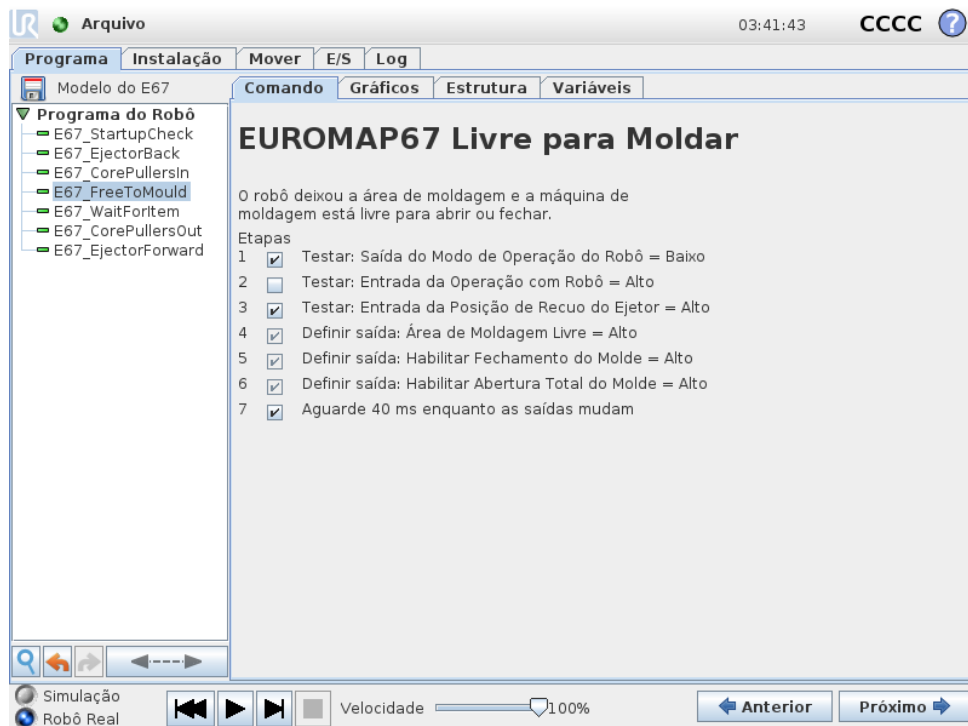 UR Arquivo 03:41:43 CCCC ?
Programa Instalação Mover E/S Log
Modelo do E67 Comando Gráficos Estrutura Variáveis
Programa do Robô
E67_StartupCheck
E67_EjectorBack
E67_CorePullersIn
E67_FreeToMould
E67_WaitForItem
E67_CorePullersOut
E67_EjectorForward
EUROMAP67 Livre para Moldar
O robô deixou a área de moldagem e a máquina de
moldagem está livre para abrir ou fechar.
Etapas
1 Testar: Saída do Modo de Operação do Robô = Baixo
2 Testar: Entrada da Operação com Robô = Alto
3 Testar: Entrada da Posição de Recuo do Ejetor = Alto
4 Definir saída: Área de Moldagem Livre = Alto
5 Definir saída: Habilitar Fechamento do Molde = Alto
6 Definir saída: Habilitar Abertura Total do Molde = Alto
7 Aguarde 40 ms enquanto as saídas mudam
Simulação
Robô Real
Velocidade 100% Anterior Próximo